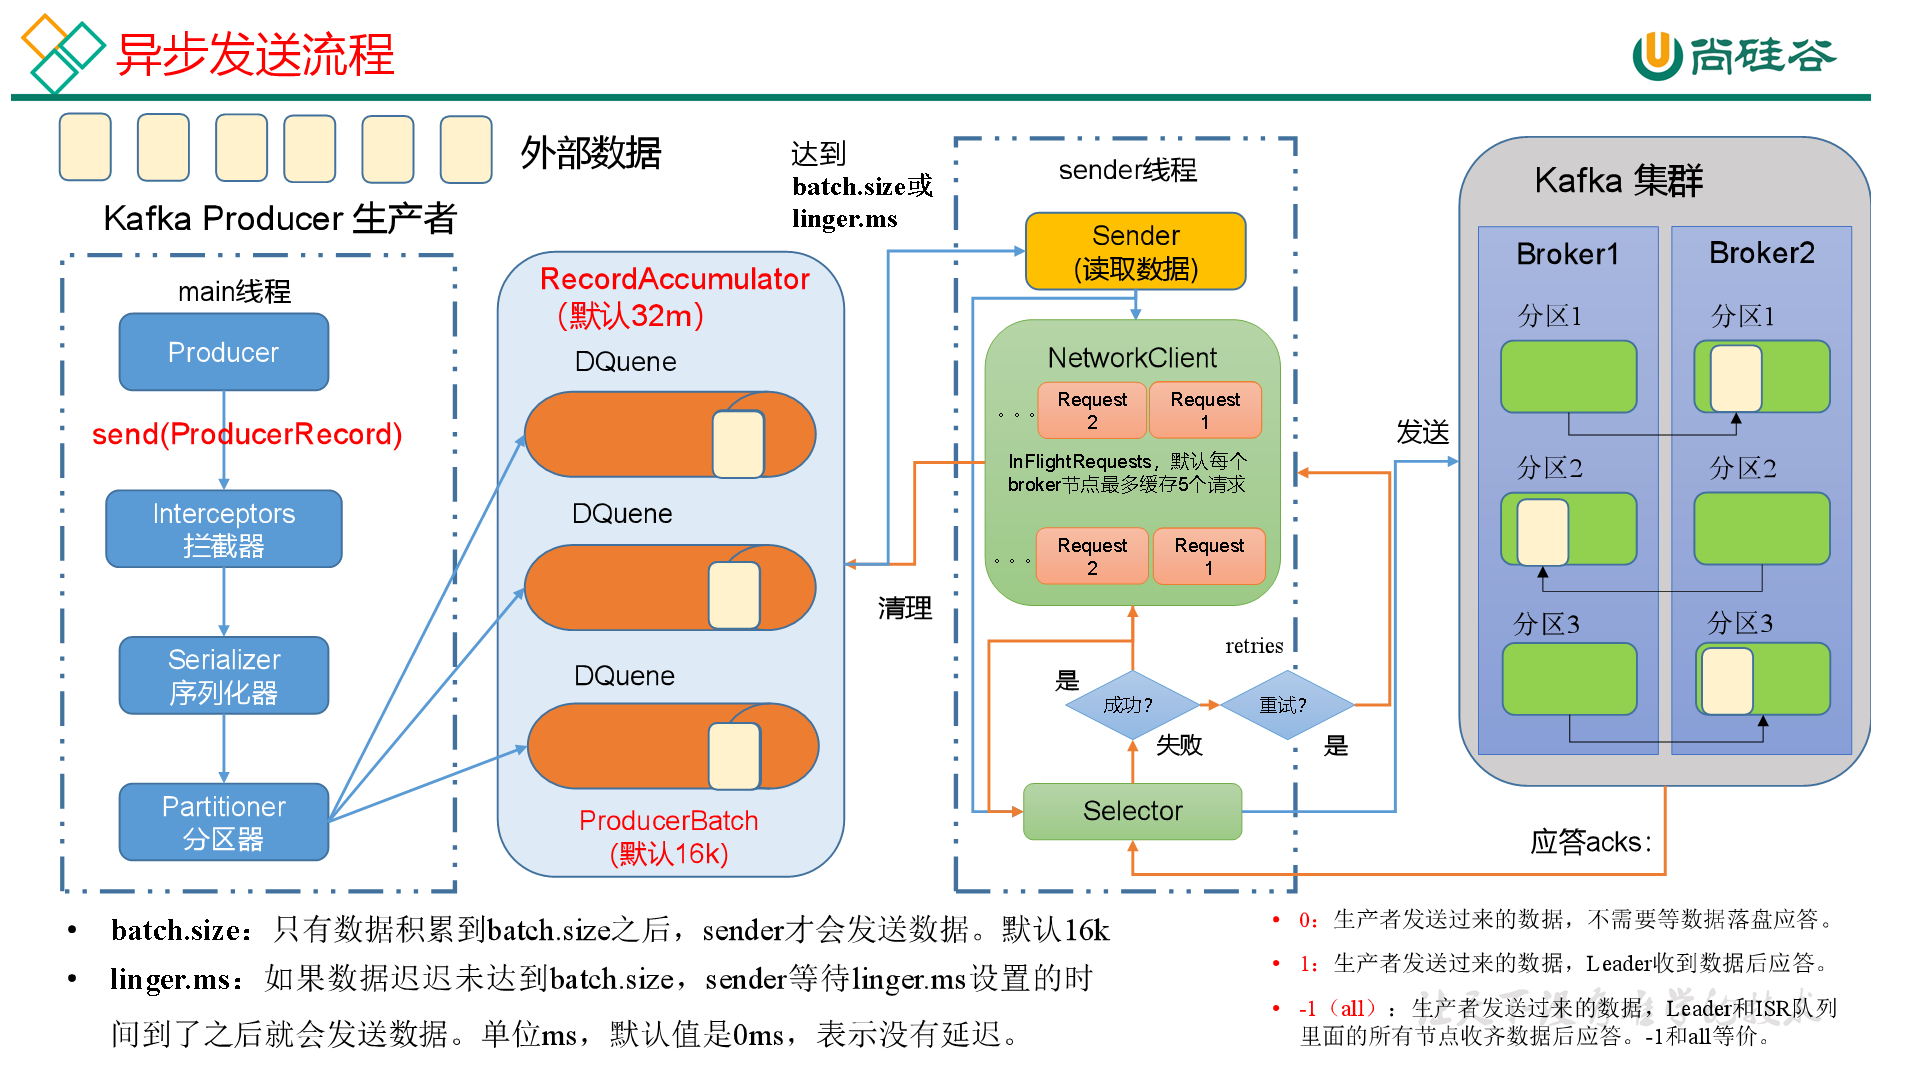 异步发送流程
尚硅谷
外部数据
Kafka Producer 生产者
main线程
Producer
send(ProducerRecord)
Interceptors
拦截器
Serializer
序列化器
Partitioner
分区器
RecordAccumulator
（默认32m）
DQuene
DQuene
DQuene
ProducerBatch
(默认16k)
达到
batch.size或
linger.ms
清理
sender线程
Sender
(读取数据)
NetworkClient
。。。
Request
2
Request
1
InFlightRequests，默认每个
broker节点最多缓存5个请求
。。。
Request
2
Request
1
retries
是
成功？
重试？
失败
是
Selector
发送
Kafka 集群
Broker1
分区1
分区2
分区3
Broker2
分区1
分区2
分区3
应答acks：
• batch.size：只有数据积累到batch.size之后，sender才会发送数据。默认16k
• linger.ms：如果数据迟迟未达到batch.size，sender等待linger.ms设置的时
间到了之后就会发送数据。单位ms，默认值是0ms，表示没有延迟。
• 0：生产者发送过来的数据，不需要等数据落盘应答。
• 1：生产者发送过来的数据，Leader收到数据后应答。
• -1（all）：生产者发送过来的数据，Leader和ISR队列
里面的所有节点收齐数据后应答。-1和all等价。
让天下没有难学的技术